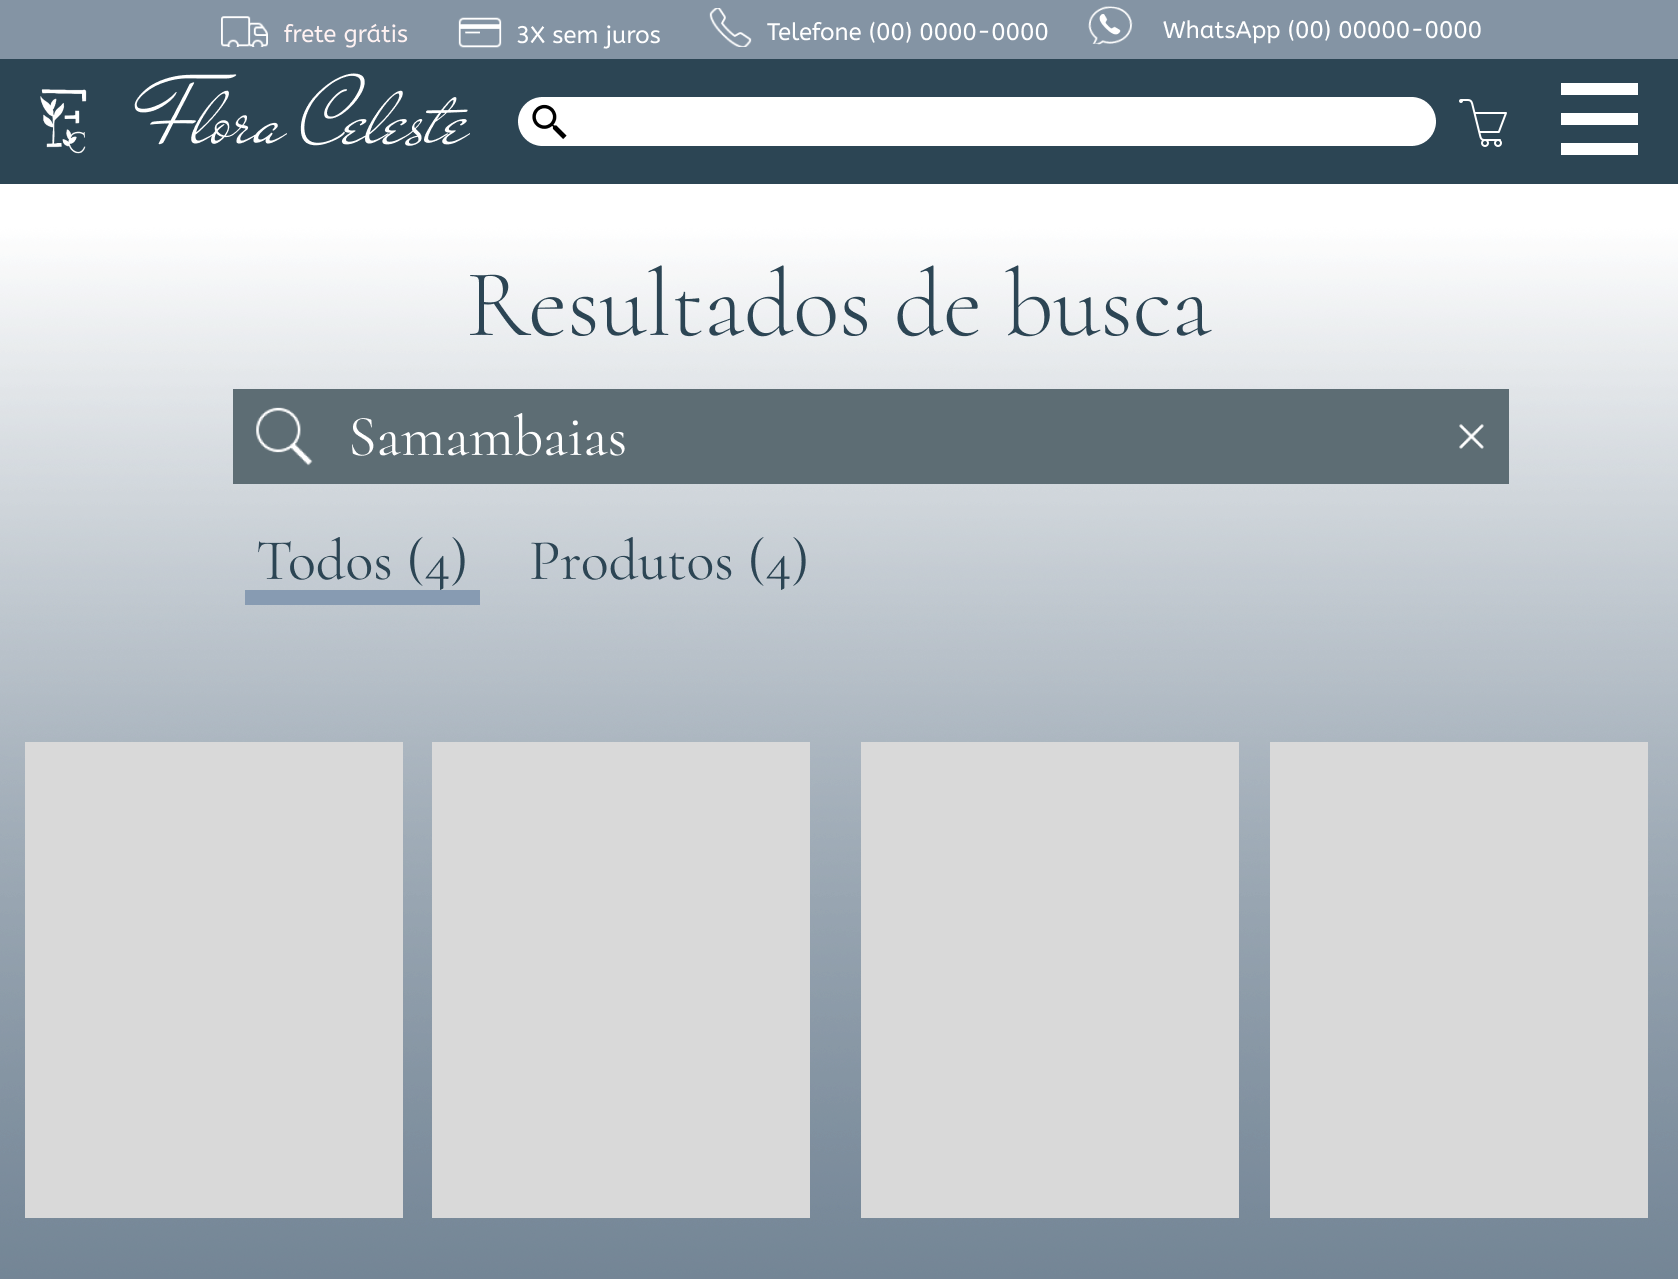 frete grátis
3X sem juros
Telefone (00) 0000-0000
WhatsApp (00) 00000-0000
Flora Celeste
Resultados de busca
Samambaias
Todos (4)
Produtos (4)